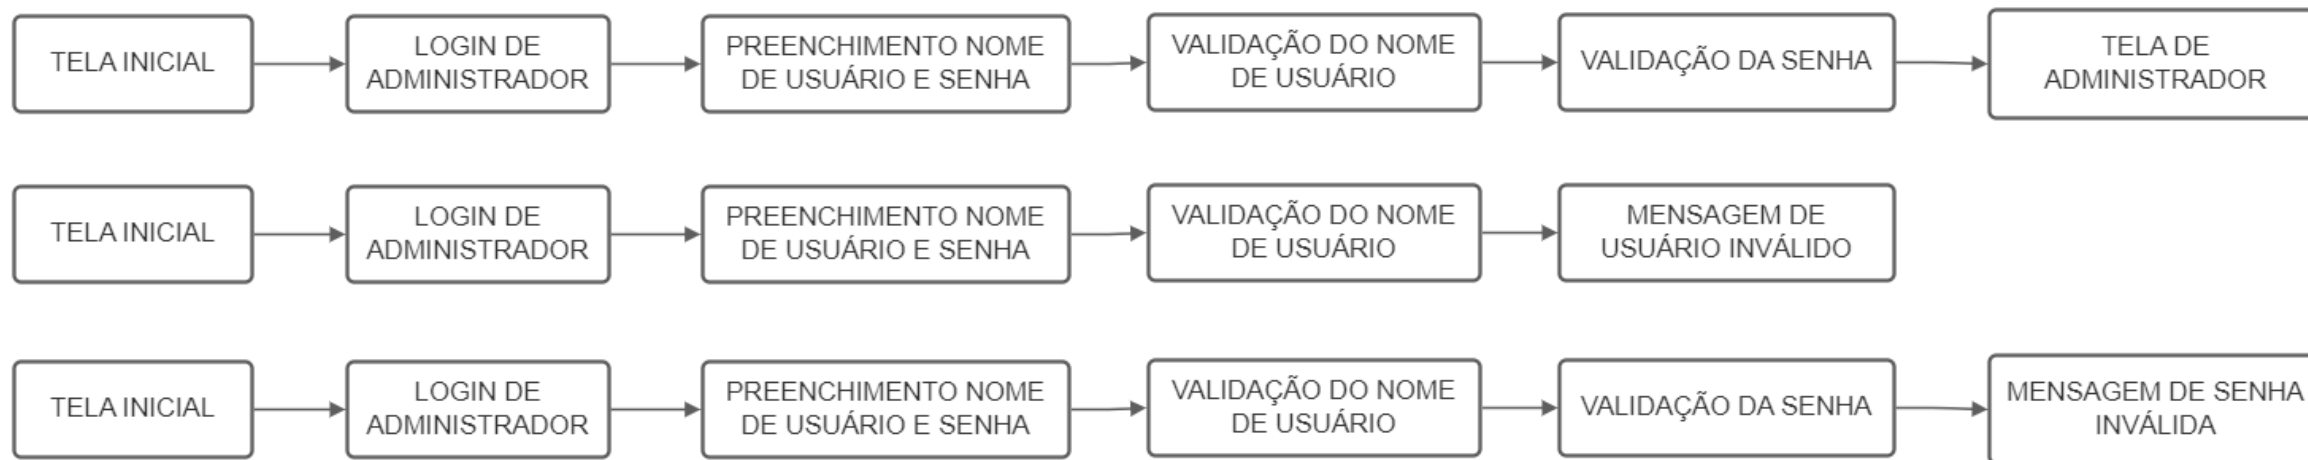 TELA INICIAL
LOGIN DE
ADMINISTRADOR
PREENCHIMENTO NOME
DE USUÁRIO E SENHA
VALIDAÇÃO DO NOME
DE USUÁRIO
VALIDAÇÃO DA SENHA
TELA DE
ADMINISTRADOR
TELA INICIAL
LOGIN DE
ADMINISTRADOR
PREENCHIMENTO NOME
DE USUÁRIO E SENHA
VALIDAÇÃO DO NOME
DE USUÁRIO
MENSAGEM DE
USUÁRIO INVÁLIDO
TELA INICIAL
LOGIN DE
ADMINISTRADOR
PREENCHIMENTO NOME
DE USUÁRIO E SENHA
VALIDAÇÃO DO NOME
DE USUÁRIO
VALIDAÇÃO DA SENHA
MENSAGEM DE SENHA
INVÁLIDA